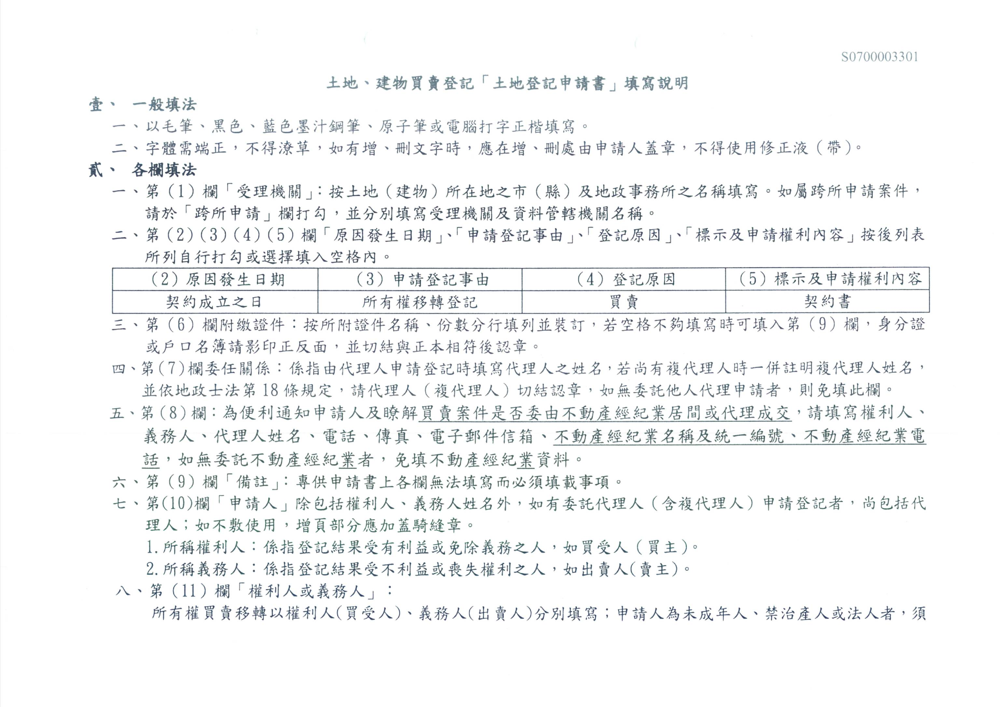 S0700003301
土地、建物買賣登記「土地登記申請書」填寫說明
壹、 一般填法
一、以毛筆、黑色、藍色墨汁鋼筆、原子筆或電腦打字正楷填寫。
二、字體需端正，不得潦草，如有增、刪文字時，應在增、刪處由申請人蓋章，不得使用修正液（帶）。
貳、 各欄填法
一、第（1）欄「受理機關」：按土地（建物）所在地之市（縣）及地政事務所之名稱填寫。如屬跨所申請案件，
請於「跨所申請」欄打勾，並分別填寫受理機關及資料管轄機關名稱。
二、第（2）（3）（4）（5）欄「原因發生日期」、「申請登記事由」、「登記原因」、「標示及申請權利內容」按後列表
所列自行打勾或選擇填入空格內。
（2）原因發生日期 （3）申請登記事由 （4）登記原因 （5）標示及申請權利內容
契約成立之日 所有權移轉登記 買賣 契約書
三、第（6）欄附繳證件：按所附證件名稱、份數分行填列並裝訂，若空格不夠填寫時可填入第（9）欄，身分證
或戶口名簿請影印正反面，並切結與正本相符後認章。
四、第(7)欄委任關係：係指由代理人申請登記時填寫代理人之姓名，若尚有複代理人時一併註明複代理人姓名，
並依地政士法第 18 條規定，請代理人（複代理人）切結認章，如無委託他人代理申請者，則免填此欄。
五、第(8)欄：為便利通知申請人及瞭解買賣案件是否委由不動產經紀業居間或代理成交，請填寫權利人、
義務人、代理人姓名、電話、傳真、電子郵件信箱、不動產經紀業名稱及統一編號、不動產經紀業電
話，如無委託不動產經紀業者，免填不動產經紀業資料。
六、第（9）欄「備註」：專供申請書上各欄無法填寫而必須填載事項。
七、第(10)欄「申請人」除包括權利人、義務人姓名外，如有委託代理人（含複代理人）申請登記者，尚包括代
理人；如不敷使用，增頁部分應加蓋騎縫章。
1.所稱權利人：係指登記結果受有利益或免除義務之人，如買受人（買主）。
2.所稱義務人：係指登記結果受不利益或喪失權利之人，如出賣人(賣主)。
八、第（11）欄「權利人或義務人」：
所有權買賣移轉以權利人(買受人)、義務人(出賣人)分別填寫；申請人為未成年人、禁治產人或法人者，須